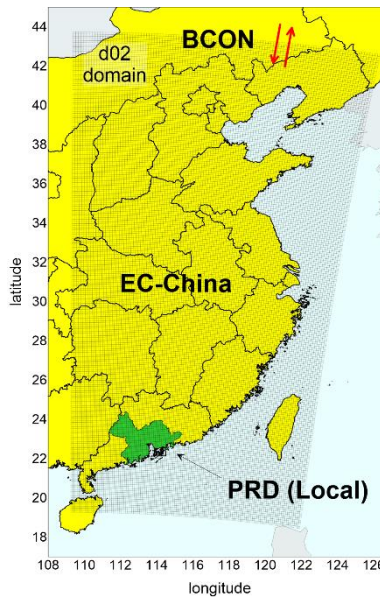 44
42
40
38
36
34
32
30
28
26
24
22
20
18
latitude
BCON
d02
domain
EC-China
PRD (Local)
108 110 112 114 116 118 120 122 124 126
longitude